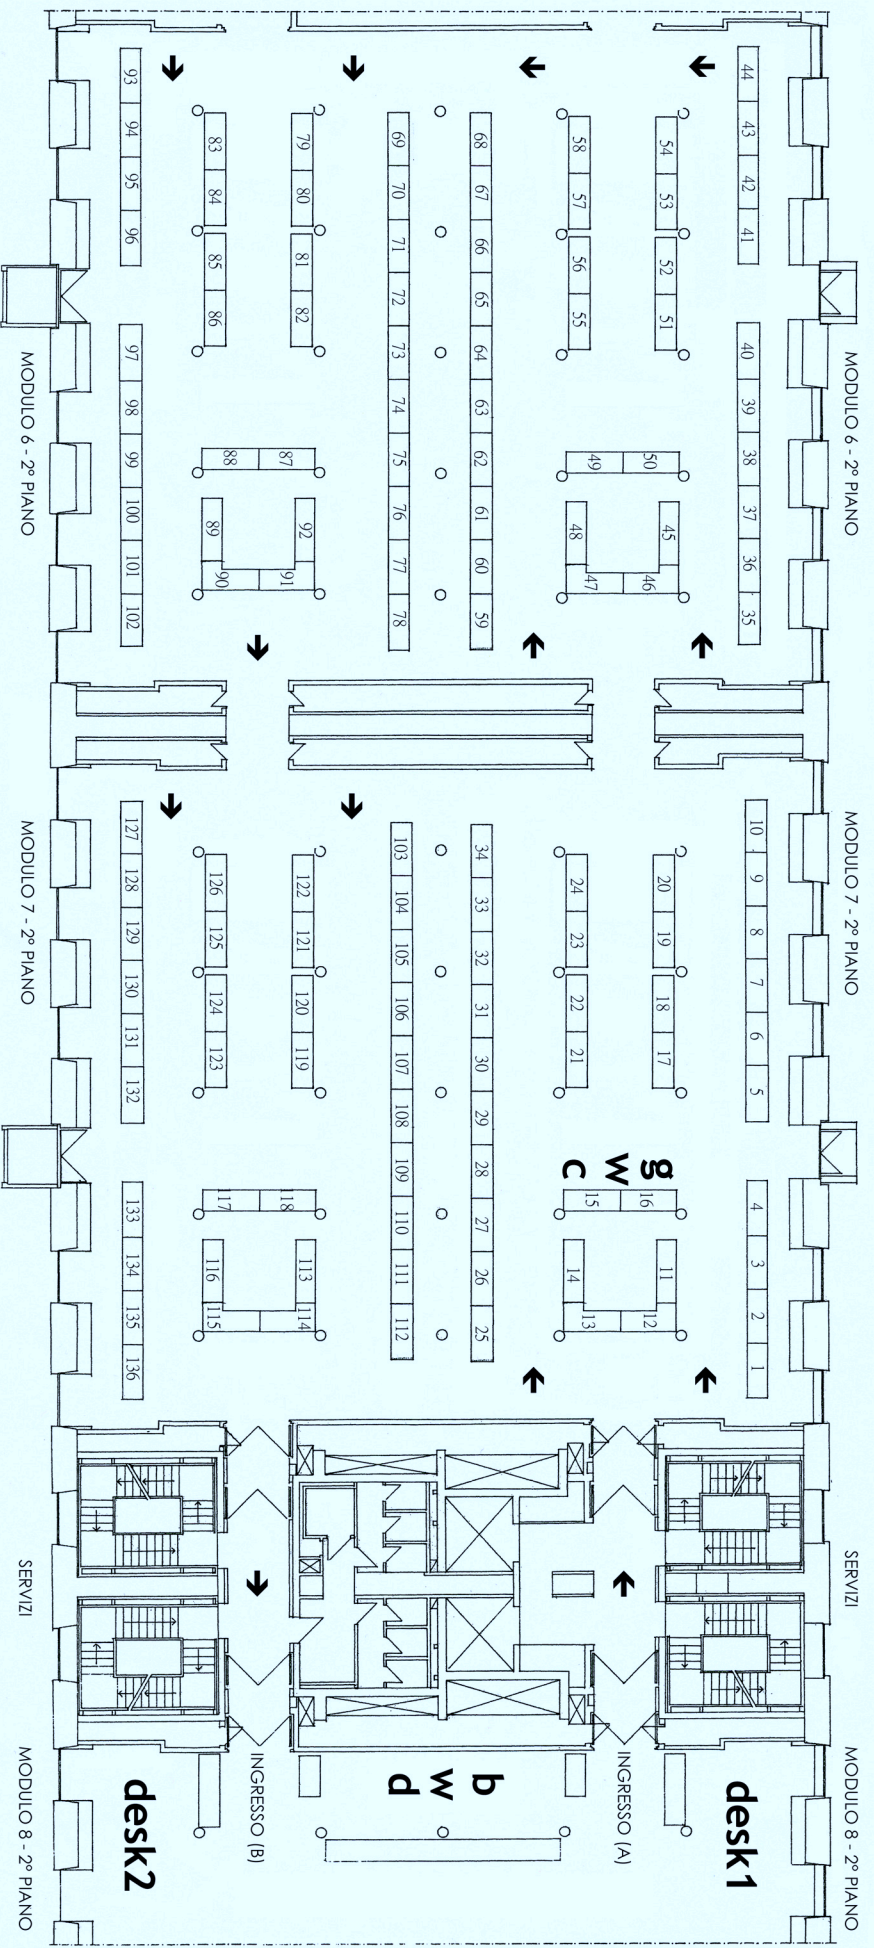 MODULO 6 - 2° PIANO MODULO 7 - 2° PIANO SERVIZI MODULO 8 - 2° PIANO
44 43 42 41 40 39 38 37 36 35 10 9 8 7 6 5 4 3 2 1 desk1
54 53 52 51 50 45 46 20 19 18 17 g 16 11 12
w INGRESSO (A)
58 57 56 55 49 48 47 24 23 22 21 c 15 14 13
68 67 66 65 64 63 62 61 60 59 34 33 32 31 30 29 28 27 26 25 b
w
69 70 71 72 73 74 75 76 77 78 103 104 105 106 107 108 109 110 111 112 d
79 80 81 82 87 92 91 122 121 120 119 118 113 114
INGRESSO (B)
83 84 85 86 88 89 90 126 125 124 123 117 116 115
93 94 95 96 97 98 99 100 101 102 127 128 129 130 131 132 133 134 135 136 desk2
MODULO 6 - 2° PIANO MODULO 7 - 2° PIANO SERVIZI MODULO 8 - 2° PIANO